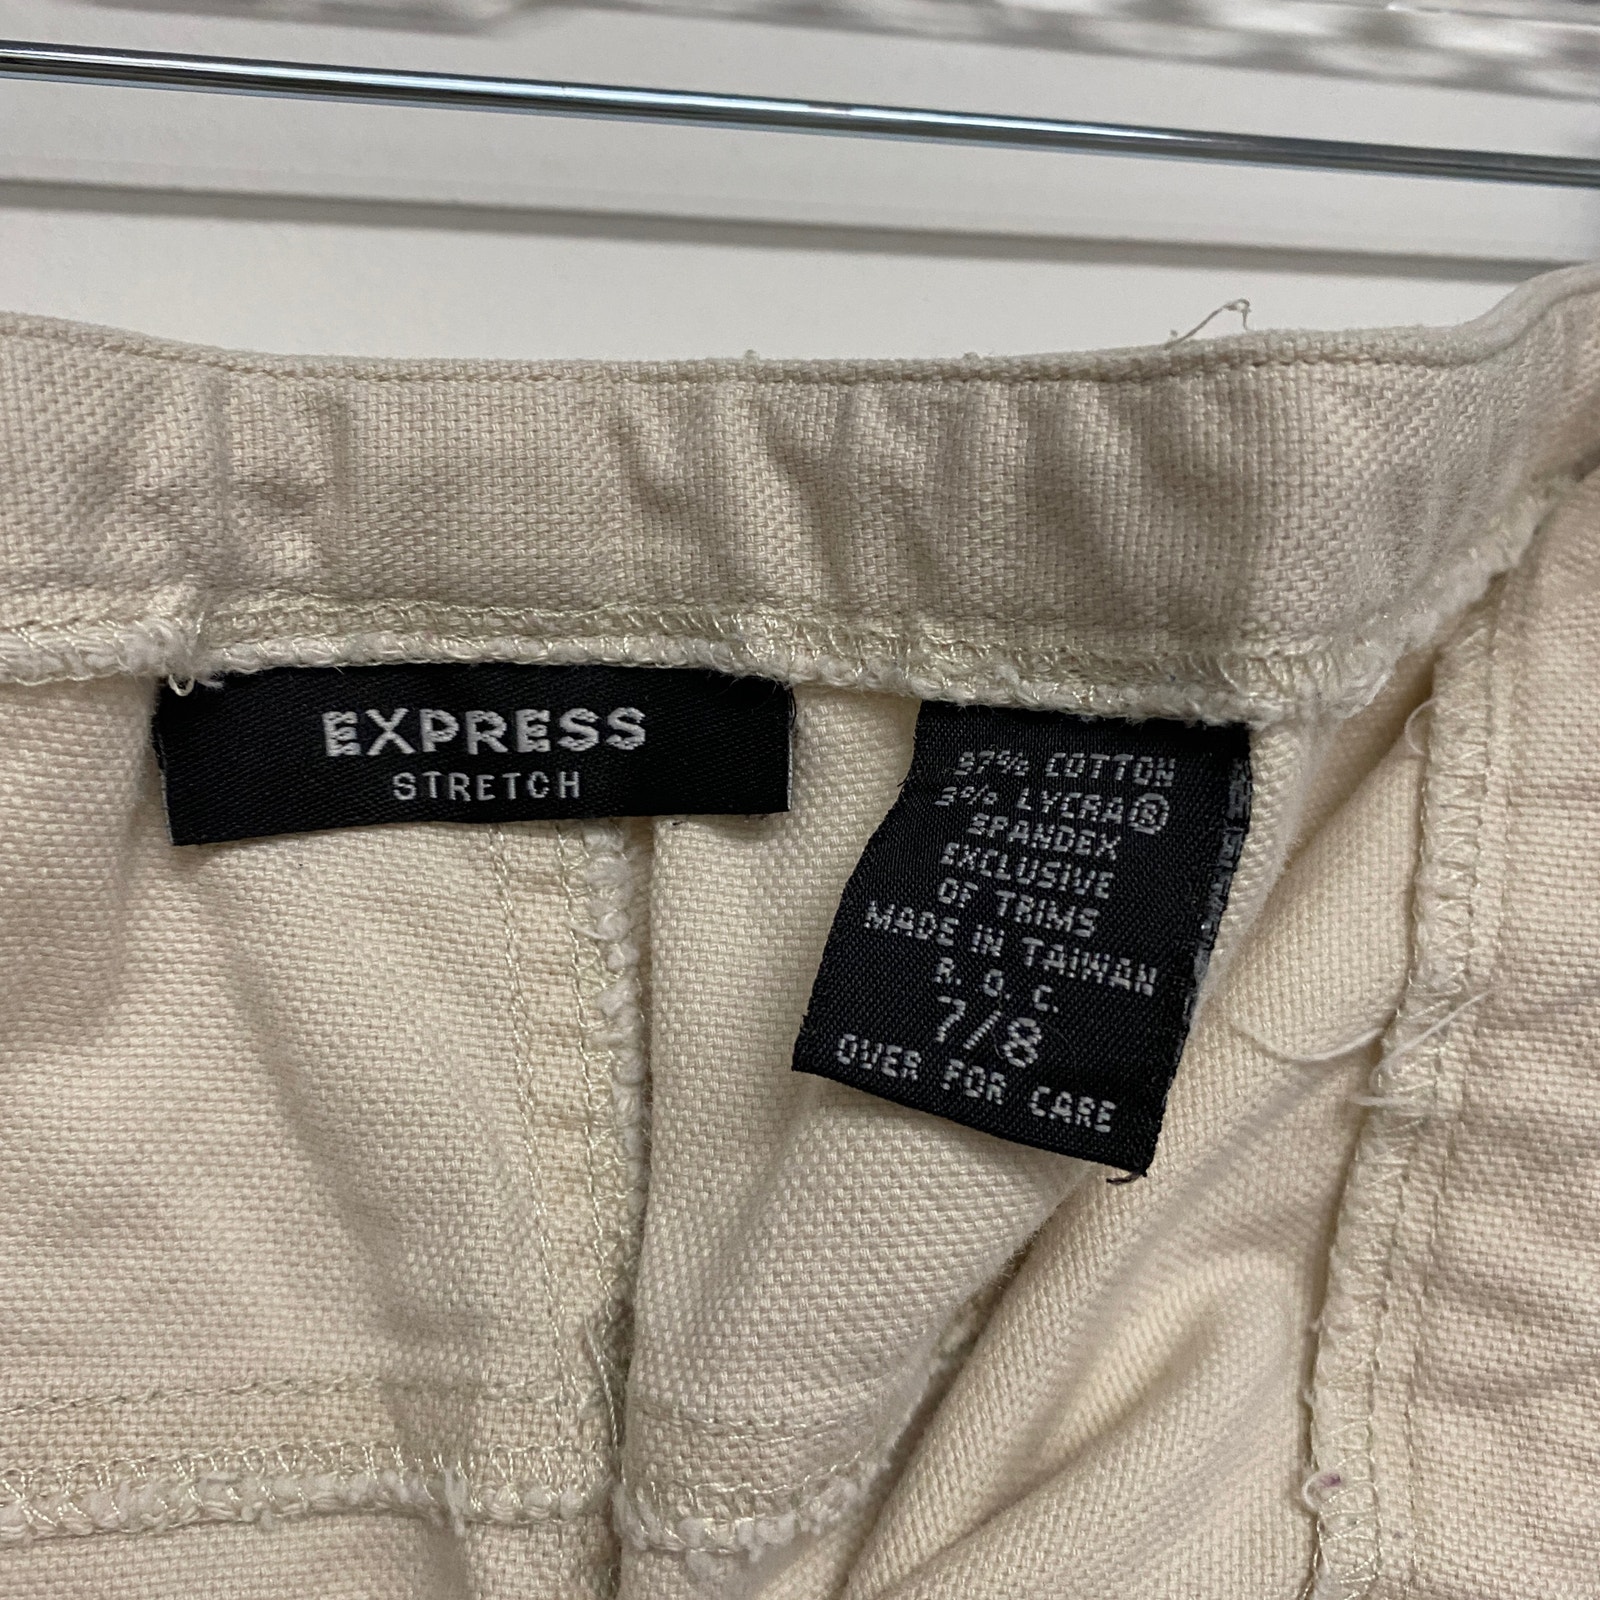 EXPRESS
STRETCH
97% COTTON
3% LYCRA®
SPANDEX
EXCLUSIVE
OF TRIMS
MADE IN TAIWAN
R. O. C.
7/8
OVER FOR CARE